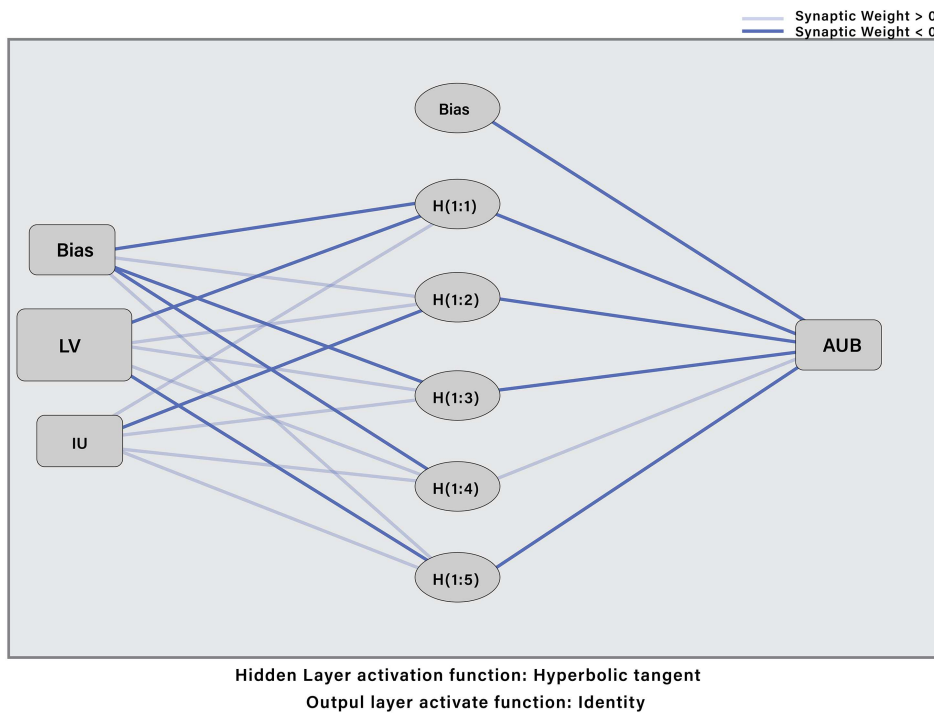 Synaptic Weight > 0
Synaptic Weight < 0
Bias
H(1:1)
Bias
H(1:2)
LV
AUB
H(1:3)
IU
H(1:4)
H(1:5)
Hidden Layer activation function: Hyperbolic tangent
Outpul layer activate function: Identity